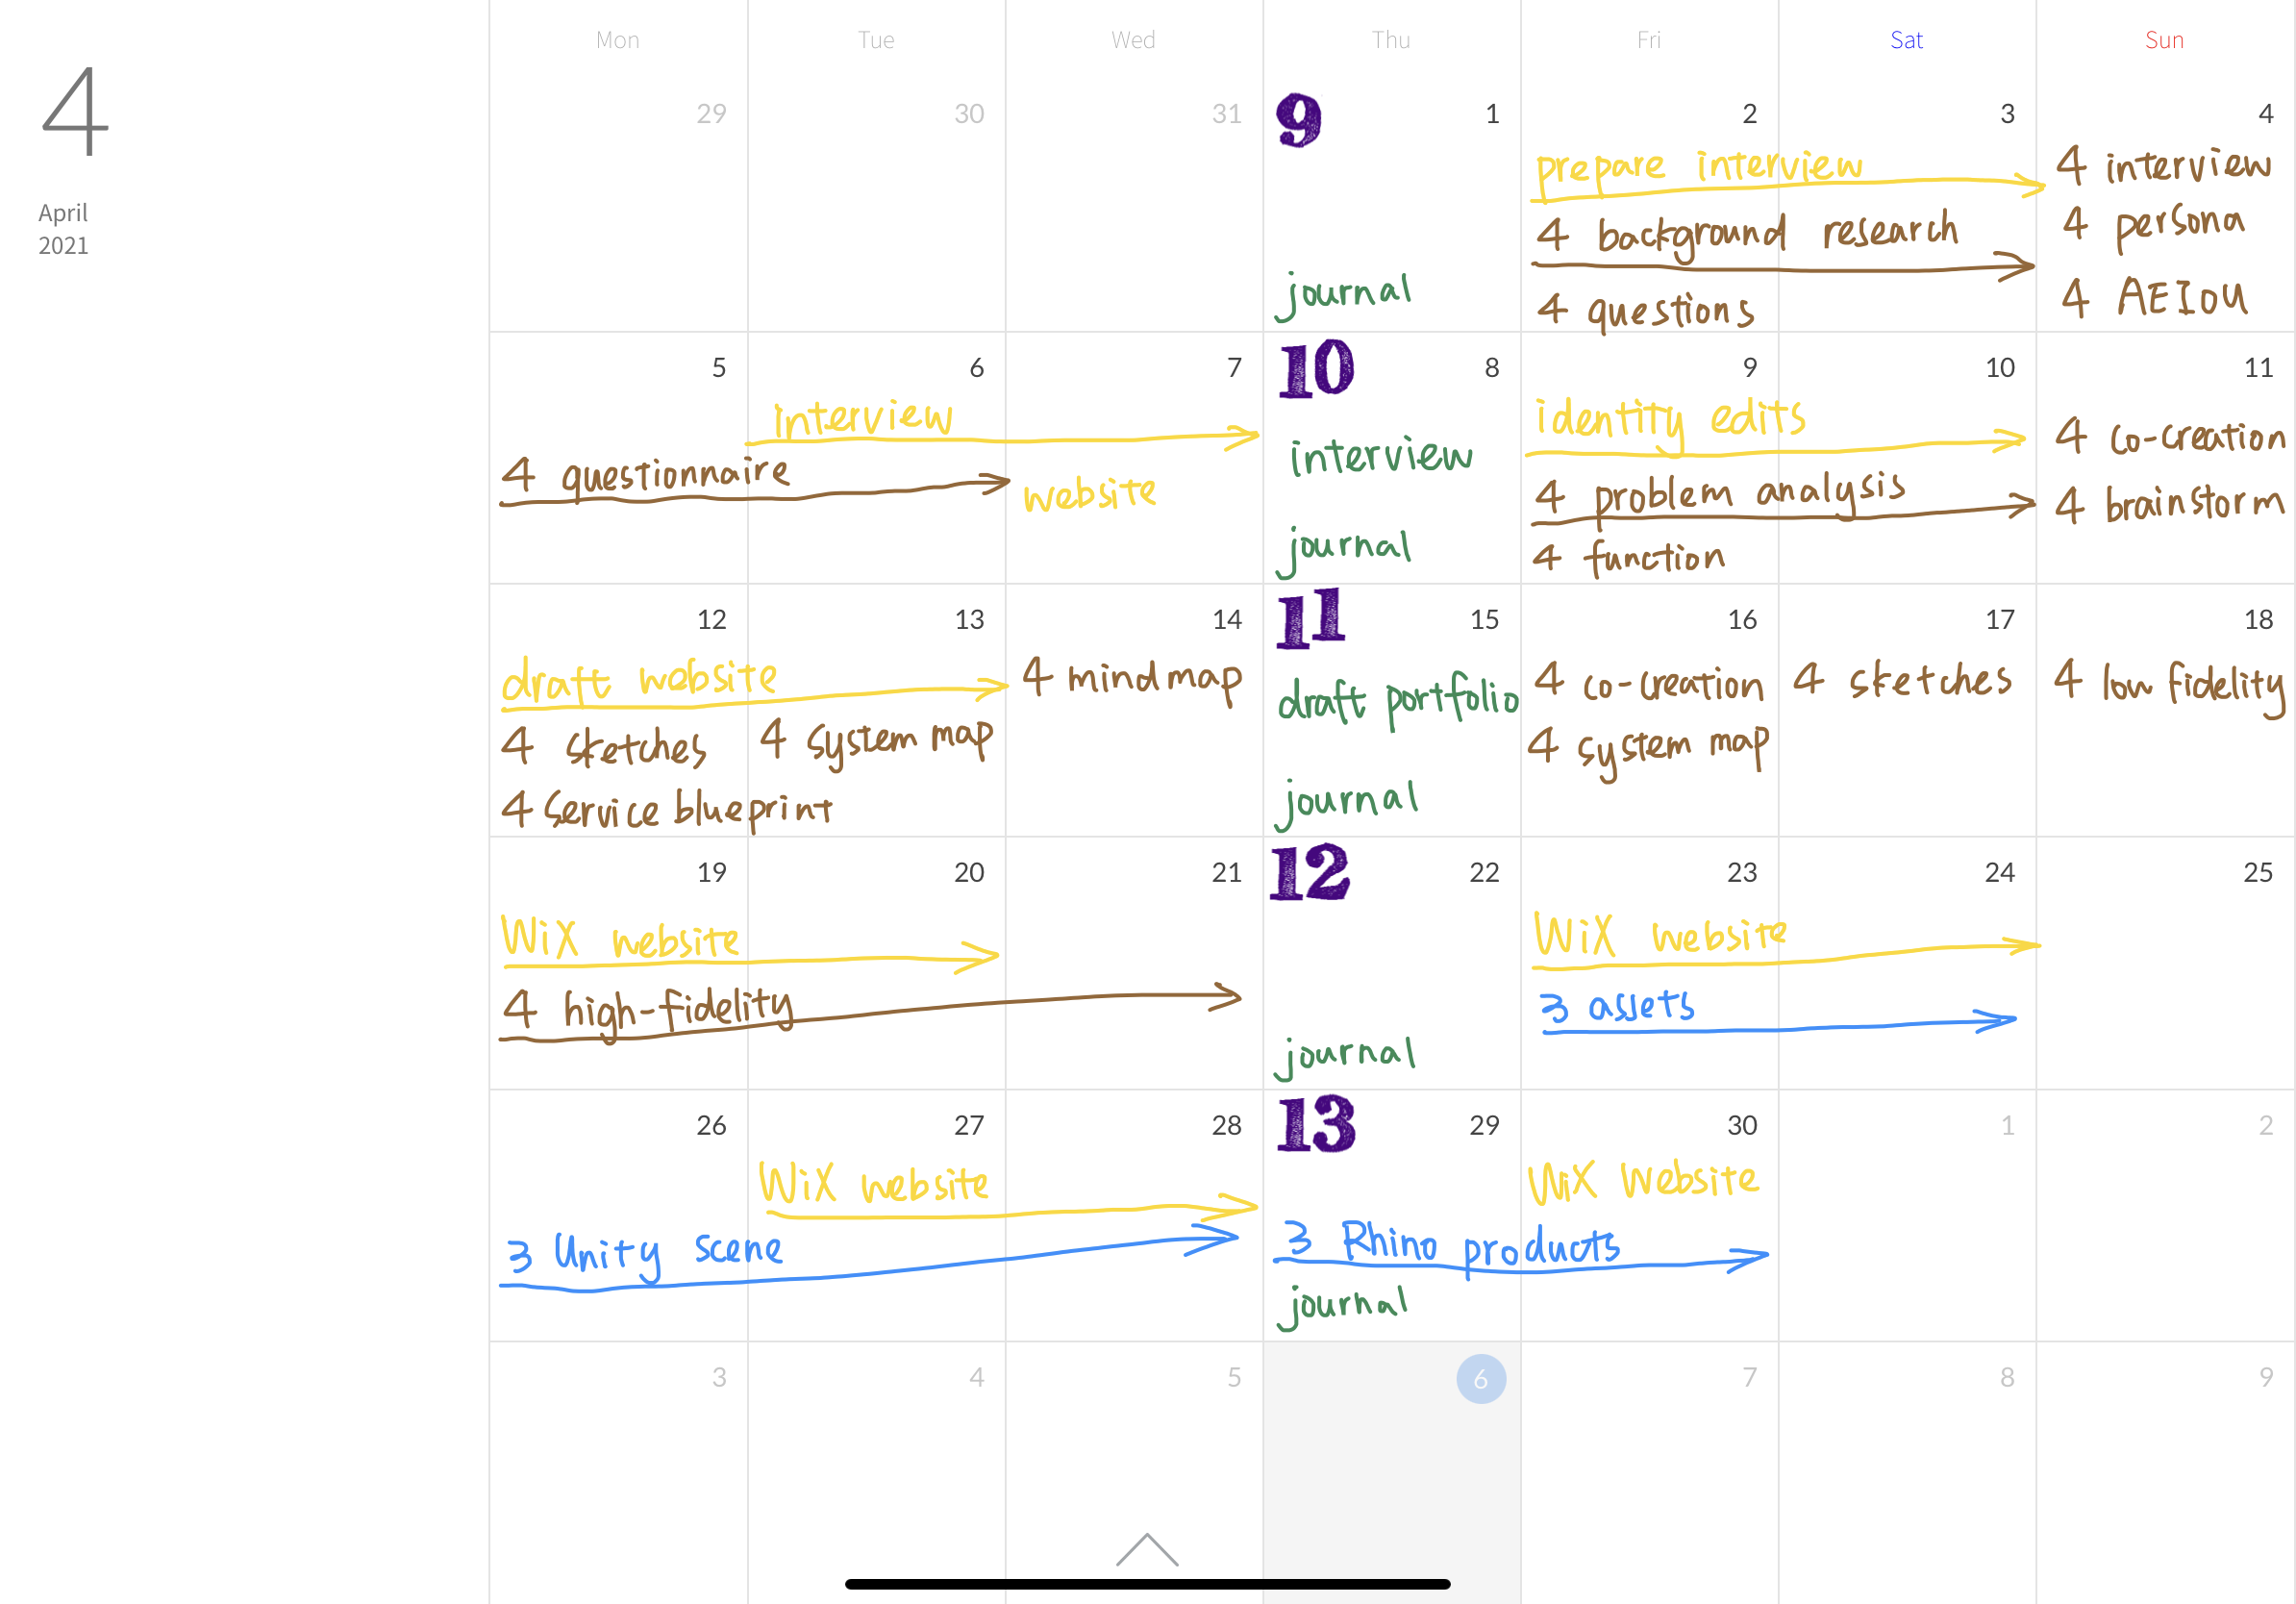 4
April
2021
Mon Tue Wed Thu Fri Sat Sun
29 30 31 9 1 2 3 4
prepare interview
4 interview
4 background research
4 persona
journal
4 questions
4 AEIOU
5 6 7 10 8 9 10 11
interview
identity edits
4 co-creation
4 questionnaire
website
interview
4 problem analysis
4 brainstorm
journal
4 function
12 13 14 11 15 16 17 18
draft website
4 mindmap
draft portfolio
4 co-creation
4 sketches
4 low fidelity
4 sketches
4 system map
4 system map
4 service blueprint
journal
19 20 21 12 22 23 24 25
WiX website
WiX website
4 high-fidelity
3 assets
journal
26 27 28 13 29 30 1 2
WiX website
WiX website
3 Unity scene
3 Rhino products
journal
3 4 5 6 7 8 9